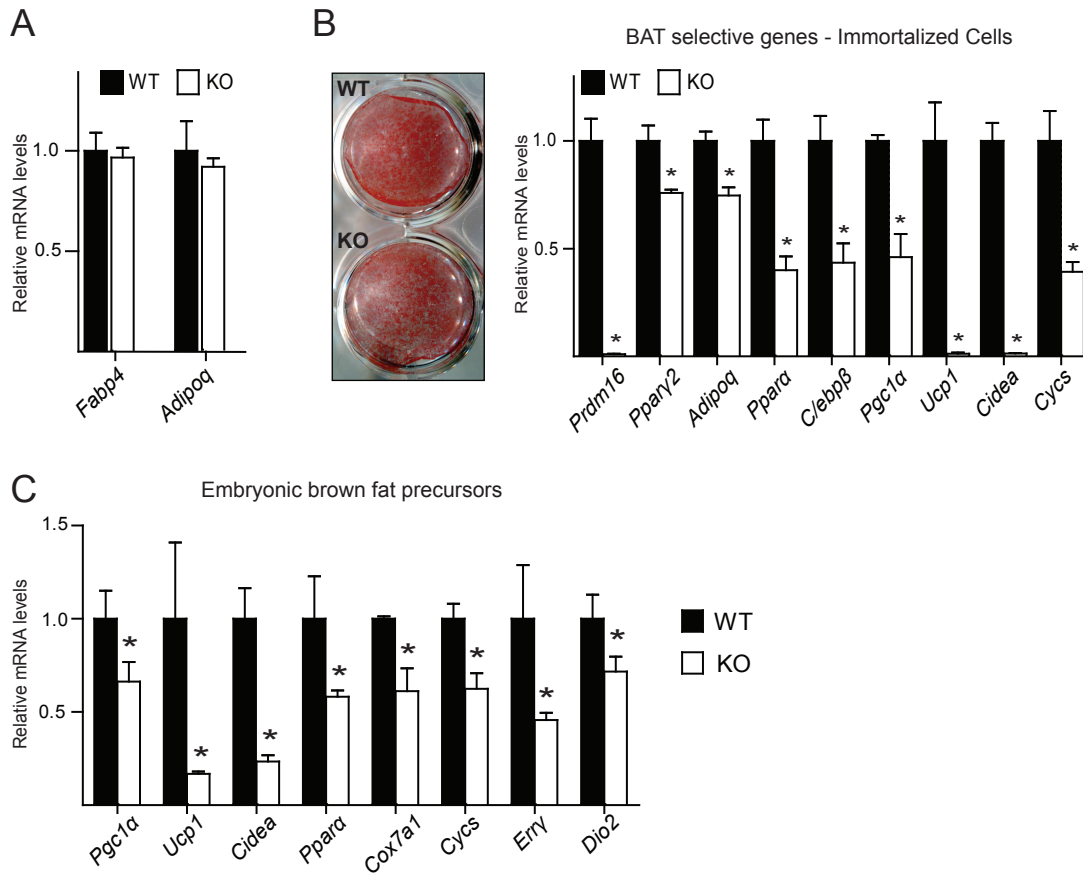 A
WT KO
Relative mRNA levels
1.0
0.5
Fabp4 Adipoq
B
WT
KO
BAT selective genes - Immortalized Cells
WT KO
Relative mRNA levels
1.0
0.5
* * * * * * * * *
Prdm16 Pparγ2 Adipoq Pparα C/ebpβ Pgc1α Ucp1 Cidea Cycs
C
Embryonic brown fat precursors
Relative mRNA levels
1.5
1.0
0.5
* * * * * * * *
Pgc1α Ucp1 Cidea Pparα Cox7a1 Cycs Errγ Dio2
WT
KO